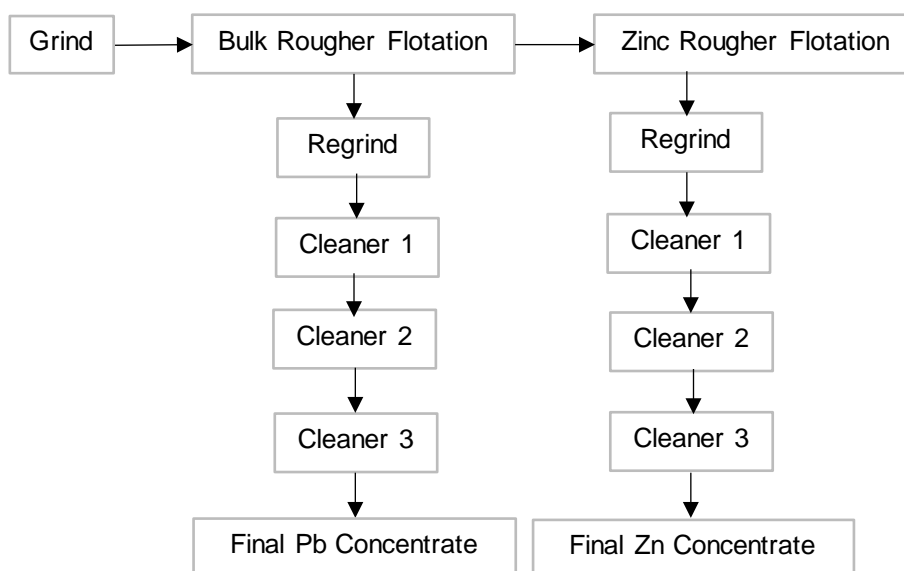 Grind
Bulk Rougher Flotation
Zinc Rougher Flotation
Regrind
Cleaner 1
Cleaner 2
Cleaner 3
Final Pb Concentrate
Regrind
Cleaner 1
Cleaner 2
Cleaner 3
Final Zn Concentrate